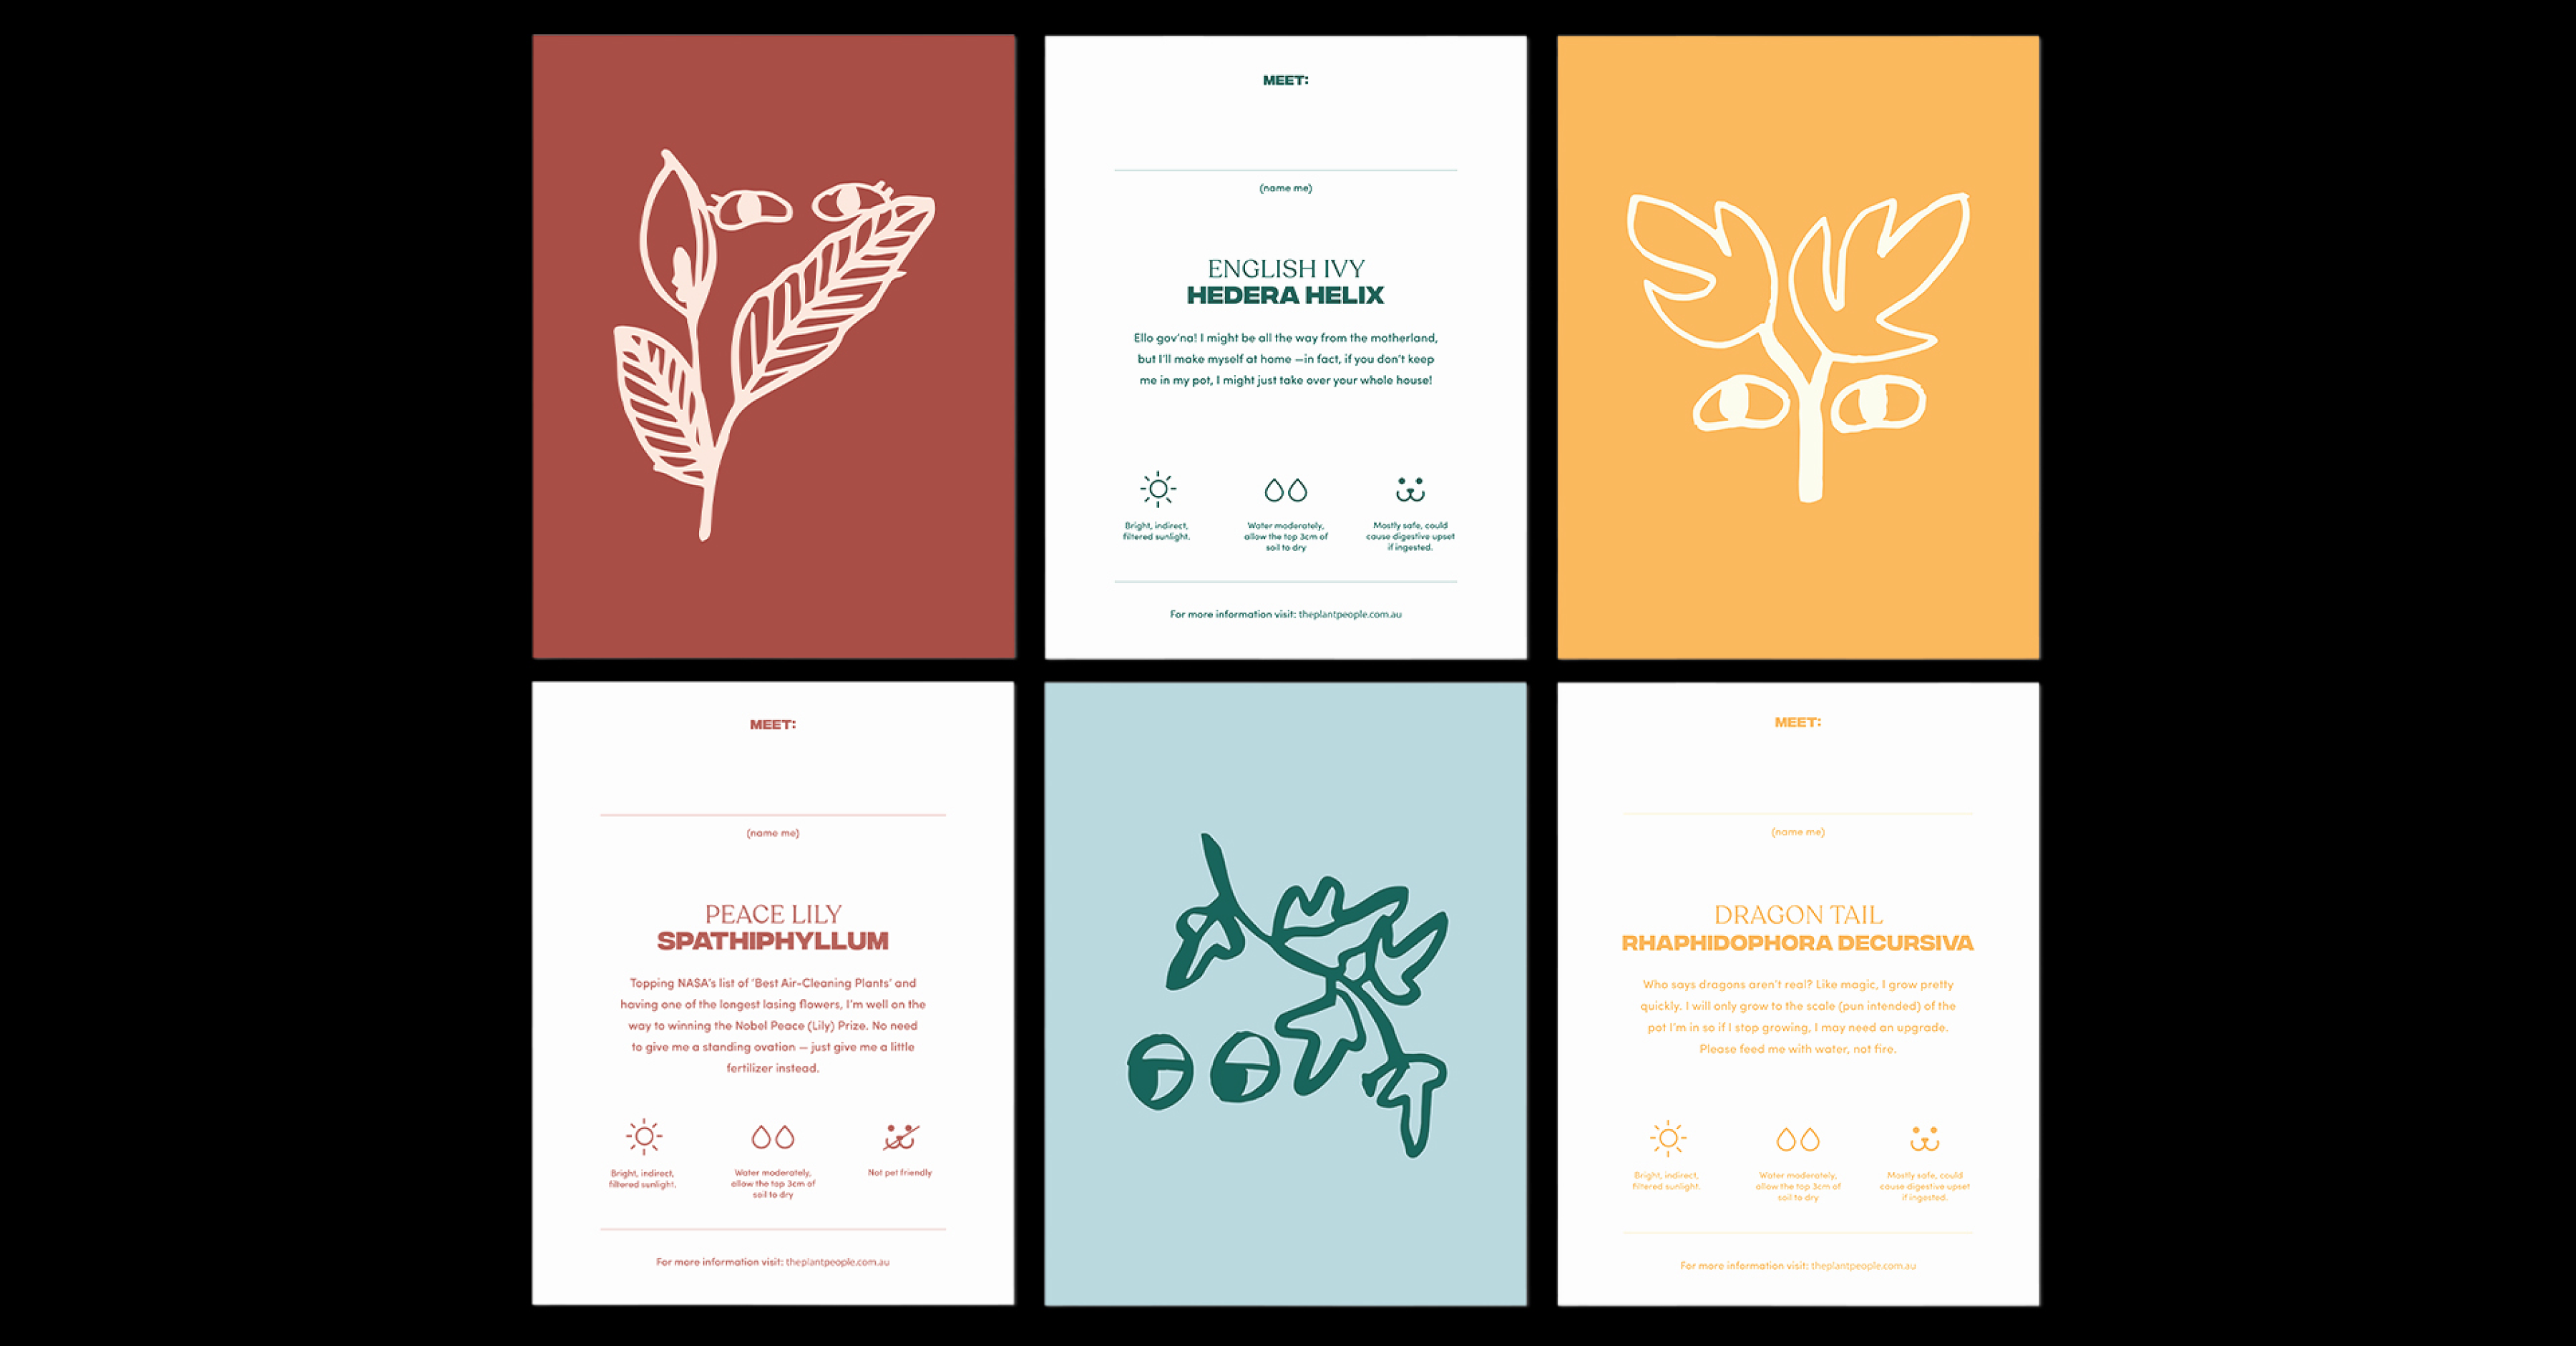 MEET:
(name me)
ENGLISH IVY
HEDERA HELIX
Ello gov'na! I might be all the way from the motherland,
but I'll make myself at home —in fact, if you don't keep
me in my pot, I might just take over your whole house!
Bright, indirect,
filtered sunlight.
Water moderately,
allow the top 3cm of
soil to dry
Mostly safe, could
cause digestive upset
if ingested.
For more information visit: theplantpeople.com.au
MEET:
(name me)
PEACE LILY
SPATHIPHYLLUM
Topping NASA's list of 'Best Air-Cleaning Plants' and
having one of the longest lasing flowers, I'm well on the
way to winning the Nobel Peace (Lily) Prize. No need
to give me a standing ovation — just give me a little
fertilizer instead.
Bright, indirect,
filtered sunlight.
Water moderately,
allow the top 3cm of
soil to dry
Not pet friendly
For more information visit: theplantpeople.com.au
MEET:
(name me)
DRAGON TAIL
RHAPHIDOPHORA DECURSIVA
Who says dragons aren't real? Like magic, I grow pretty
quickly. I will only grow to the scale (pun intended) of the
pot I'm in so if I stop growing, I may need an upgrade.
Please feed me with water, not fire.
Bright, indirect,
filtered sunlight.
Water moderately,
allow the top 3cm of
soil to dry
Mostly safe, could
cause digestive upset
if ingested.
For more information visit: theplantpeople.com.au